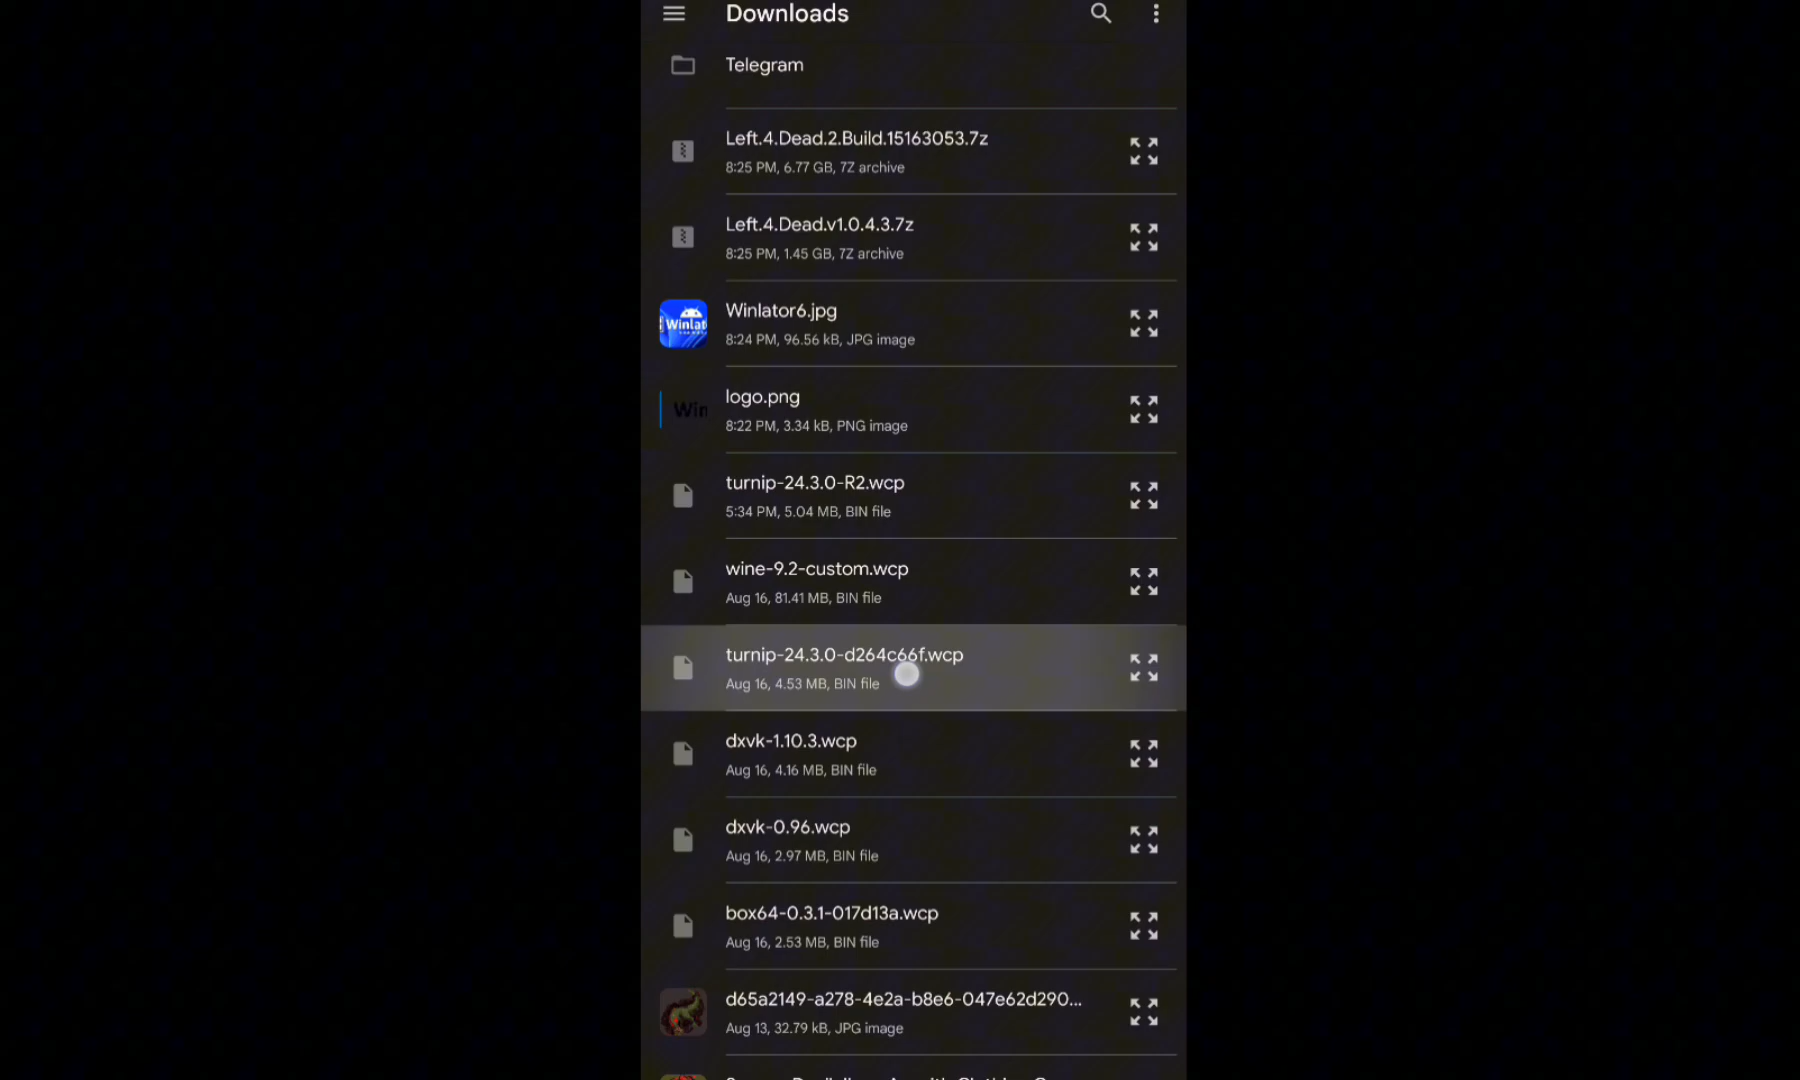 Downloads
Telegram
Left.4.Dead.2.Build.15163053.7z
8:25 PM, 6.77 GB, 7Z archive
Left.4.Dead.v1.0.4.3.7z
8:25 PM, 1.45 GB, 7Z archive
Winlator6.jpg
8:24 PM, 96.56 kB, JPG image
logo.png
8:22 PM, 3.34 kB, PNG image
turnip-24.3.0-R2.wcp
5:34 PM, 5.04 MB, BIN file
wine-9.2-custom.wcp
Aug 16, 81.41 MB, BIN file
turnip-24.3.0-d264c66f.wcp
Aug 16, 4.53 MB, BIN file
dxvk-1.10.3.wcp
Aug 16, 4.16 MB, BIN file
dxvk-0.96.wcp
Aug 16, 2.97 MB, BIN file
box64-0.3.1-017d13a.wcp
Aug 16, 2.53 MB, BIN file
d65a2149-a278-4e2a-b8e6-047e62d290...
Aug 13, 32.79 kB, JPG image